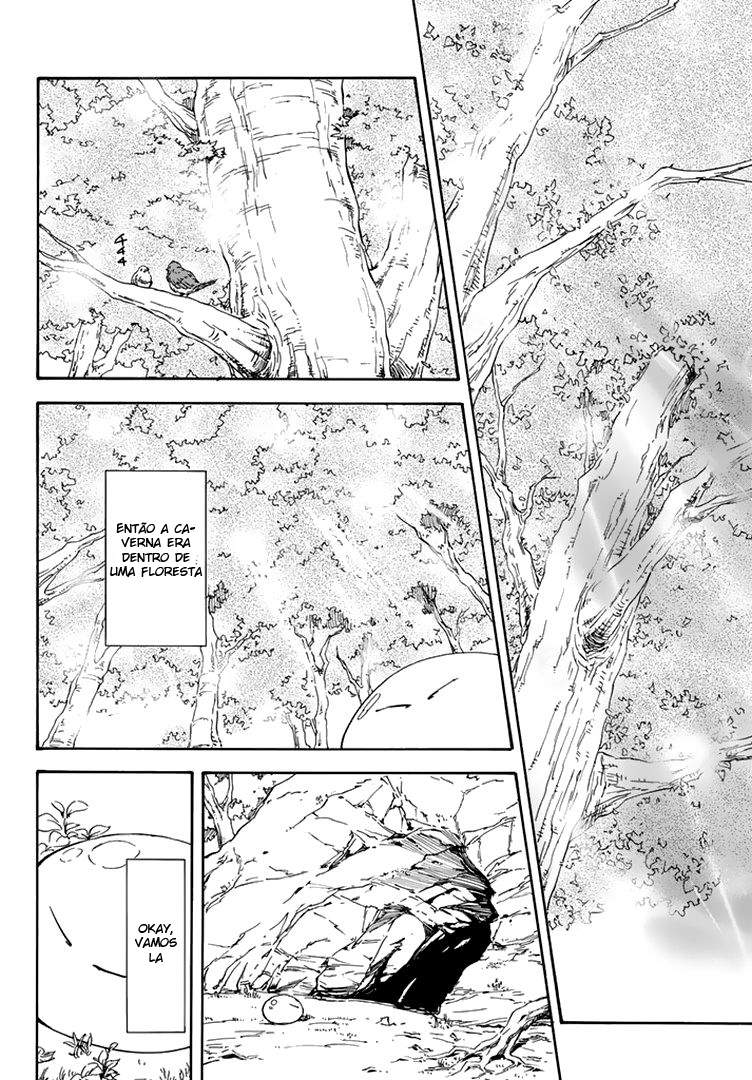 ENTÃO A CA-
VERNA ERA
DENTRO DE
UMA FLORESTA
OKAY,
VAMOS
LA